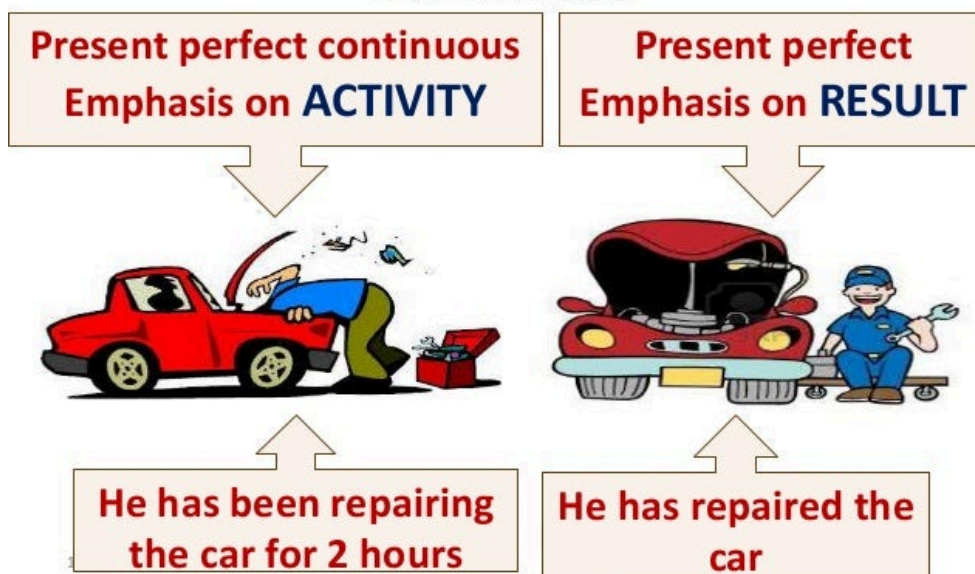 Present perfect continuous
Emphasis on ACTIVITY
Present perfect
Emphasis on RESULT
He has been repairing
the car for 2 hours
He has repaired the
car